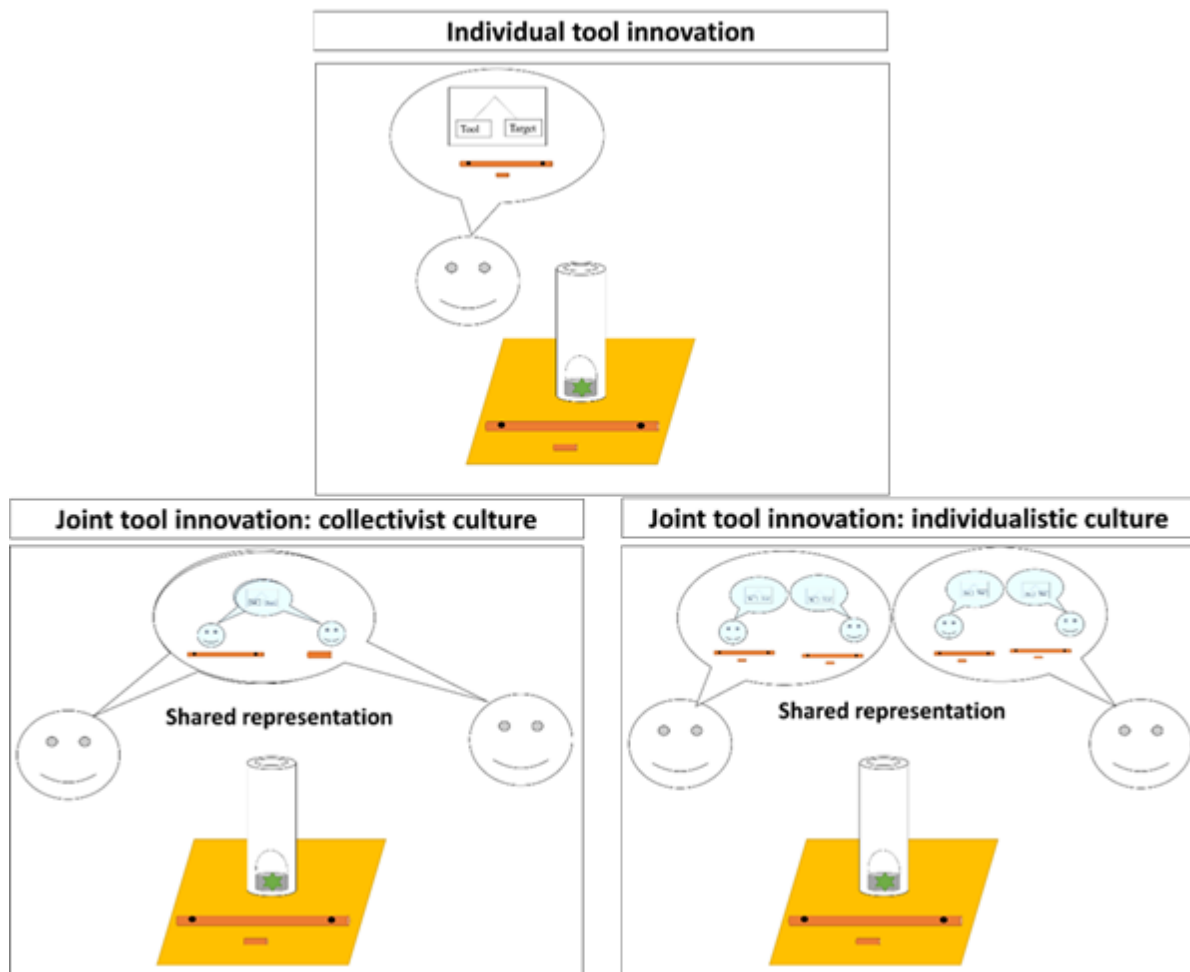 Individual tool innovation
Tool Target
Joint tool innovation: collectivist culture
Shared representation
Joint tool innovation: individualistic culture
Shared representation